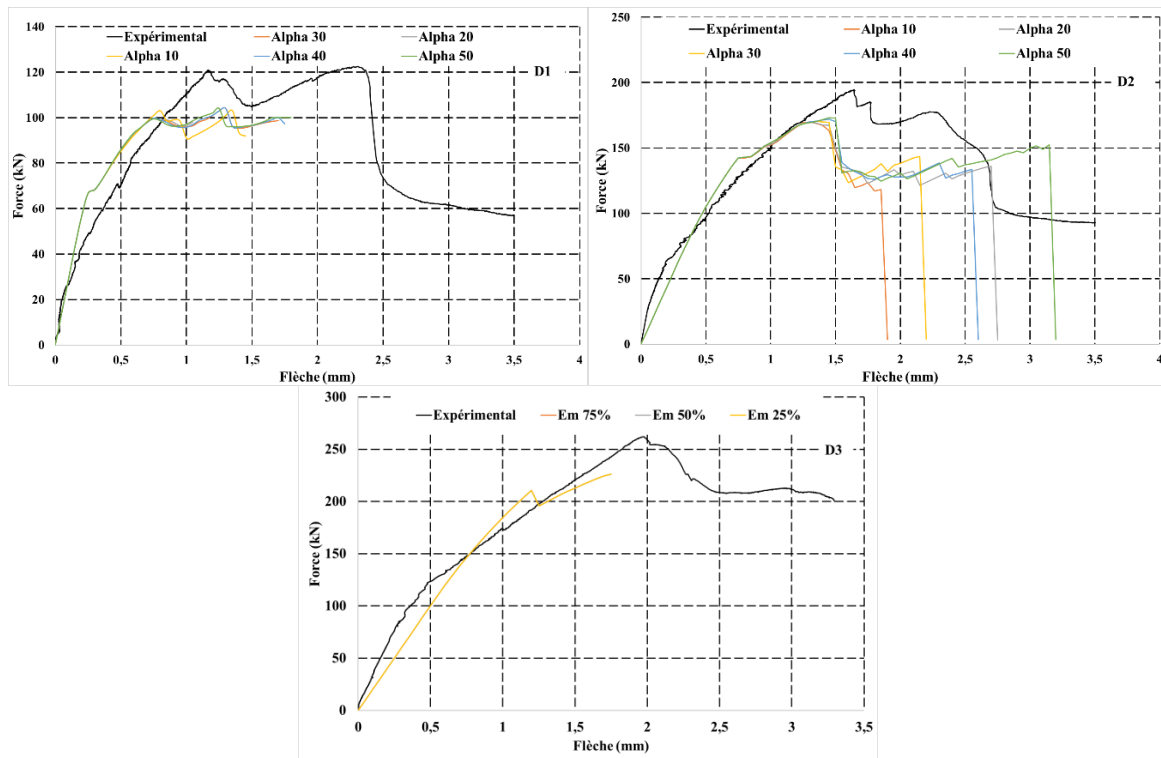 140
120
100
80
60
40
20
0
Force (kN)
Expérimental Alpha 30 Alpha 20
Alpha 10 Alpha 40 Alpha 50
D1
0 0,5 1 1,5 2 2,5 3 3,5 4
Flèche (mm)
250
200
150
100
50
0
Force (kN)
Expérimental Alpha 10 Alpha 20
Alpha 30 Alpha 40 Alpha 50
D2
0 0,5 1 1,5 2 2,5 3 3,5 4
Flèche (mm)
300
250
200
150
100
50
0
Force (kN)
Expérimental Em 75% Em 50% Em 25%
D3
0 0,5 1 1,5 2 2,5 3 3,5
Flèche (mm)